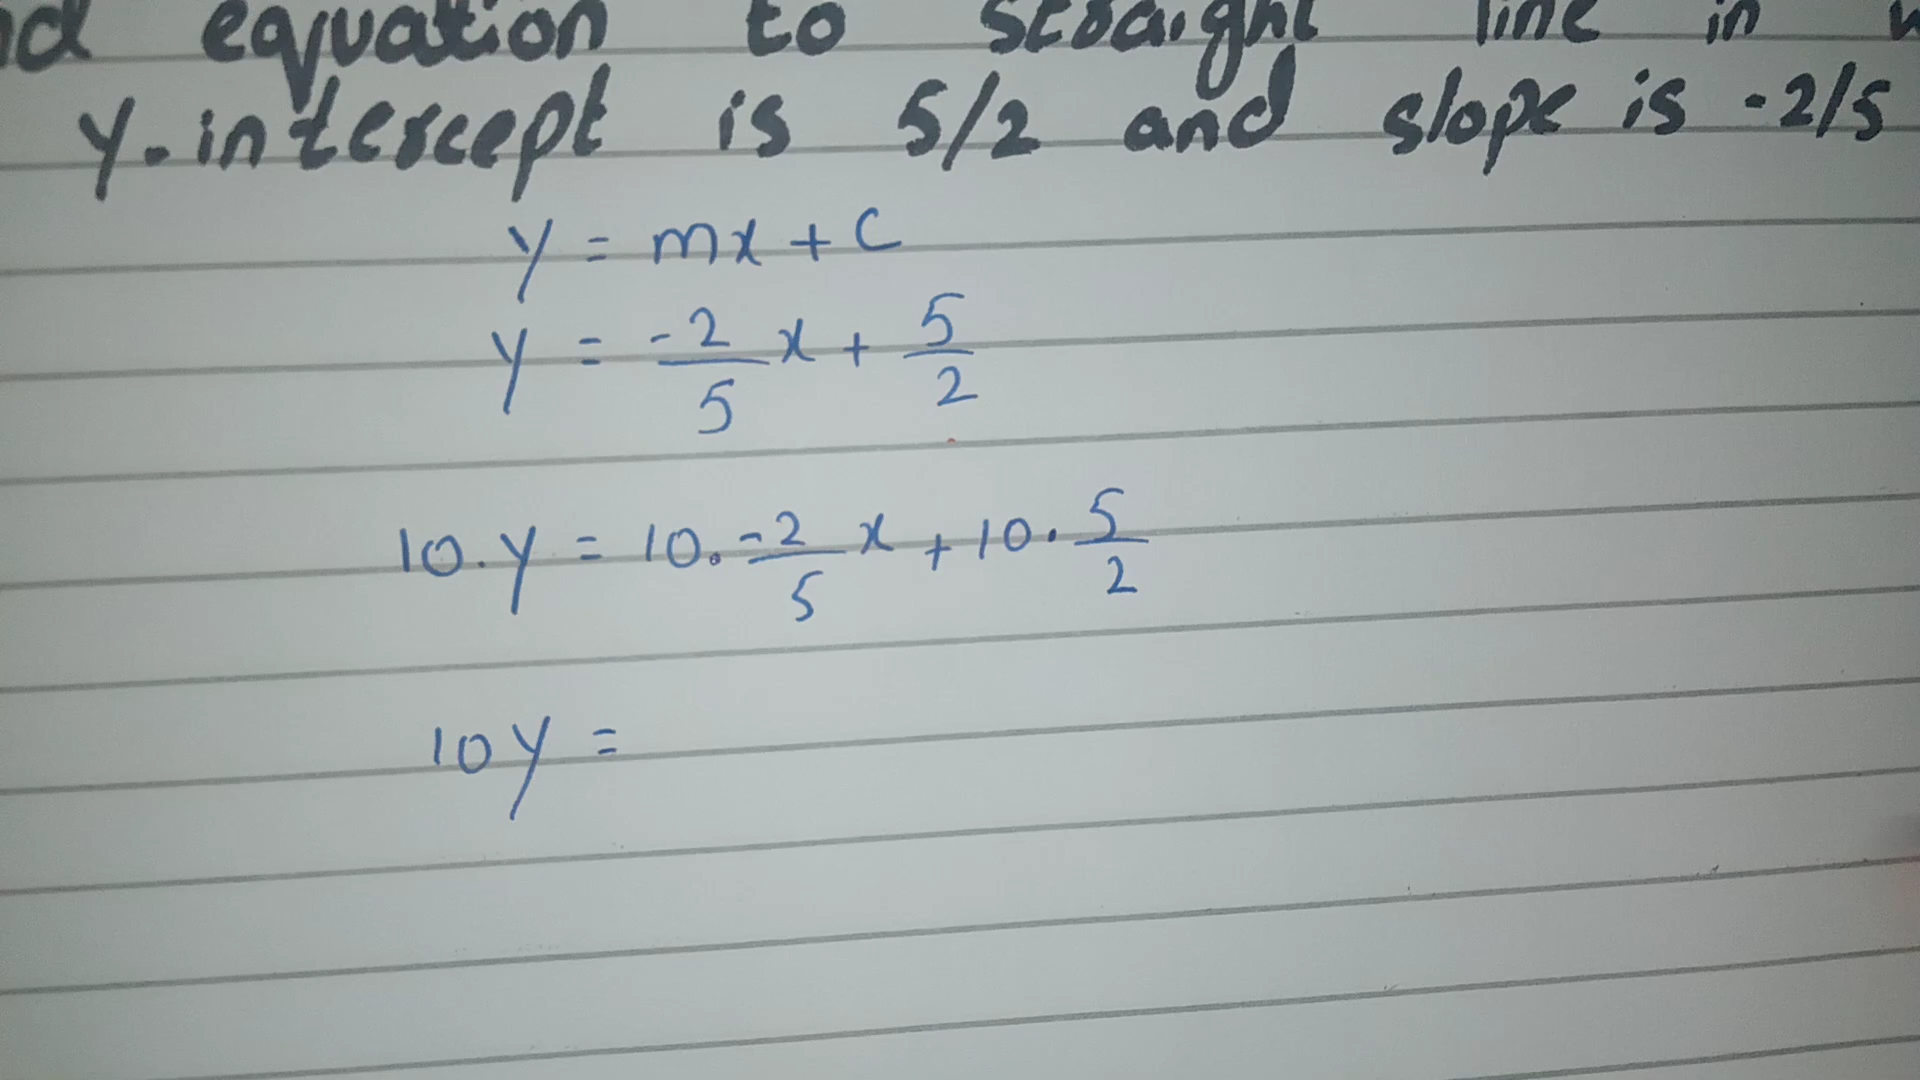 equation to straight line in
y-intercept is 5/2 and slope is -2/5
y = mx + c
y = -2/5 x + 5/2
10.y = 10.-2/5 x + 10.5/2
10y =